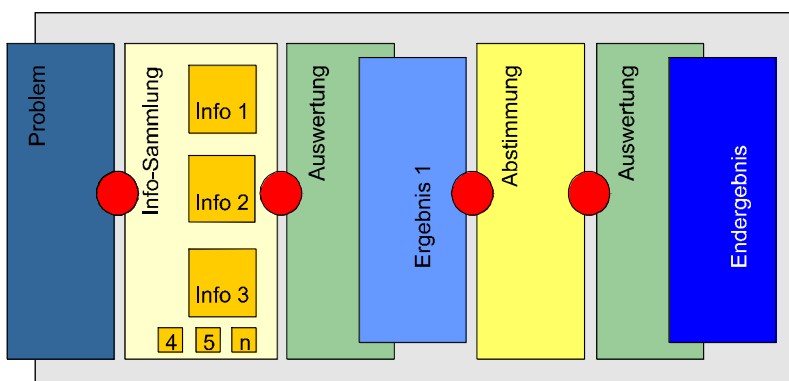 Problem
Info-Sammlung
Info 1
Info 2
Info 3
4
5
n
Auswertung
Ergebnis 1
Abstimmung
Auswertung
Endergebnis